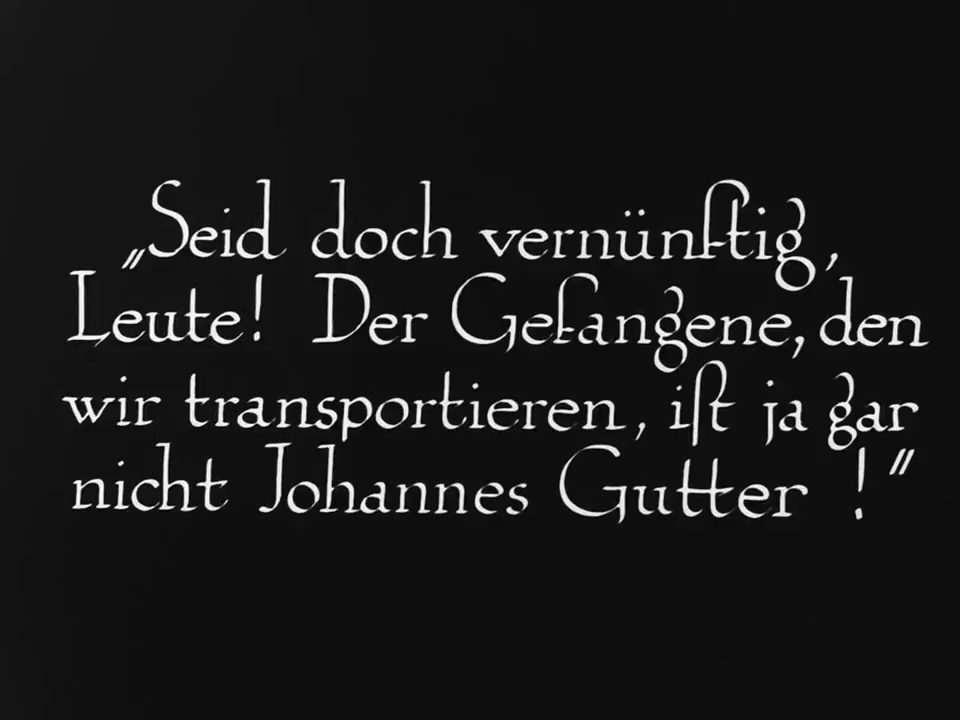 „Seid doch vernünftig,
Leute! Der Gefangene, den
wir transportieren, iſt ja gar
nicht Johannes Gutter !"